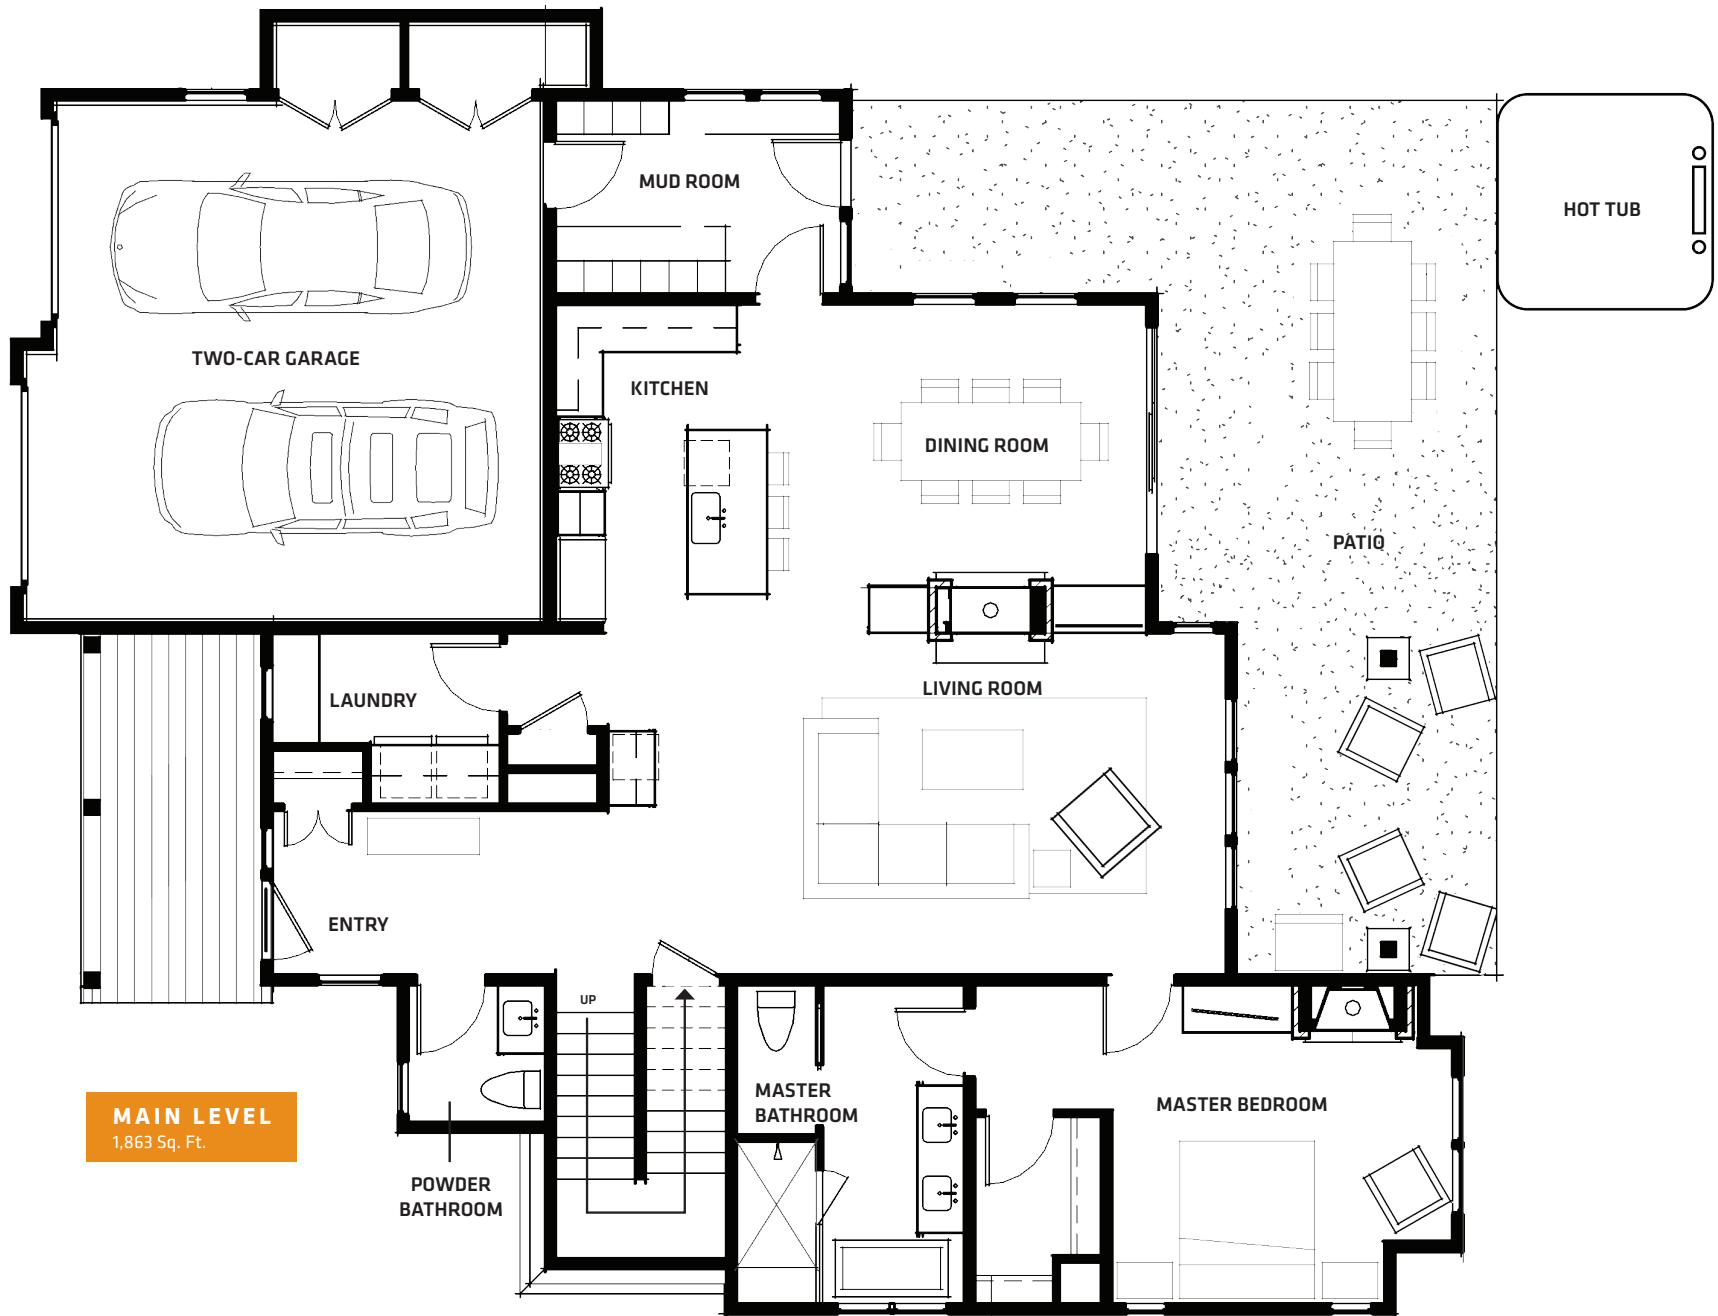 MUD ROOM
HOT TUB
TWO-CAR GARAGE
KITCHEN
DINING ROOM
PATIO
LIVING ROOM
LAUNDRY
ENTRY
UP
MASTER
BATHROOM
MASTER BEDROOM
MAIN LEVEL
1,863 Sq. Ft.
POWDER
BATHROOM